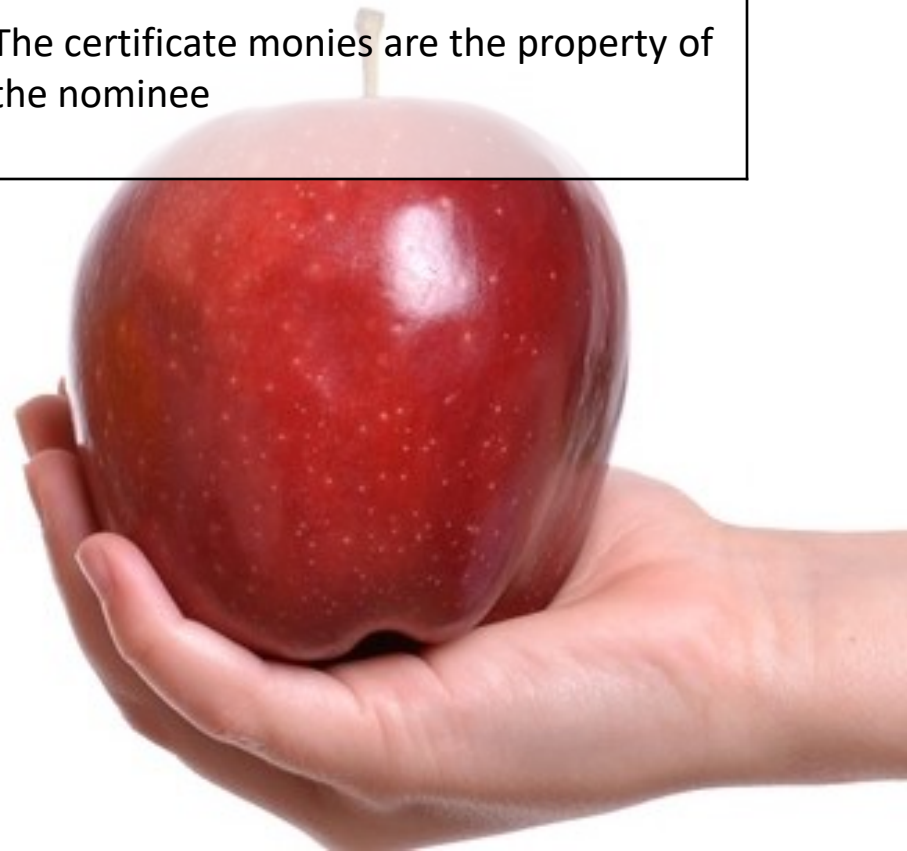 The certificate monies are the property of
the nominee